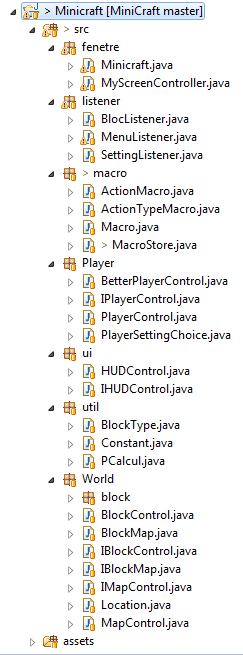 > Minicraft [MiniCraft master]
> src
fenetre
Minicraft.java
MyScreenController.java
listener
BlocListener.java
MenuListener.java
SettingListener.java
> macro
ActionMacro.java
ActionTypeMacro.java
Macro.java
> MacroStore.java
Player
BetterPlayerControl.java
IPlayerControl.java
PlayerControl.java
PlayerSettingChoice.java
ui
HUDControl.java
IHUDControl.java
util
BlockType.java
Constant.java
PCalcul.java
World
block
BlockControl.java
BlockMap.java
IBlockControl.java
IBlockMap.java
IMapControl.java
Location.java
MapControl.java
assets